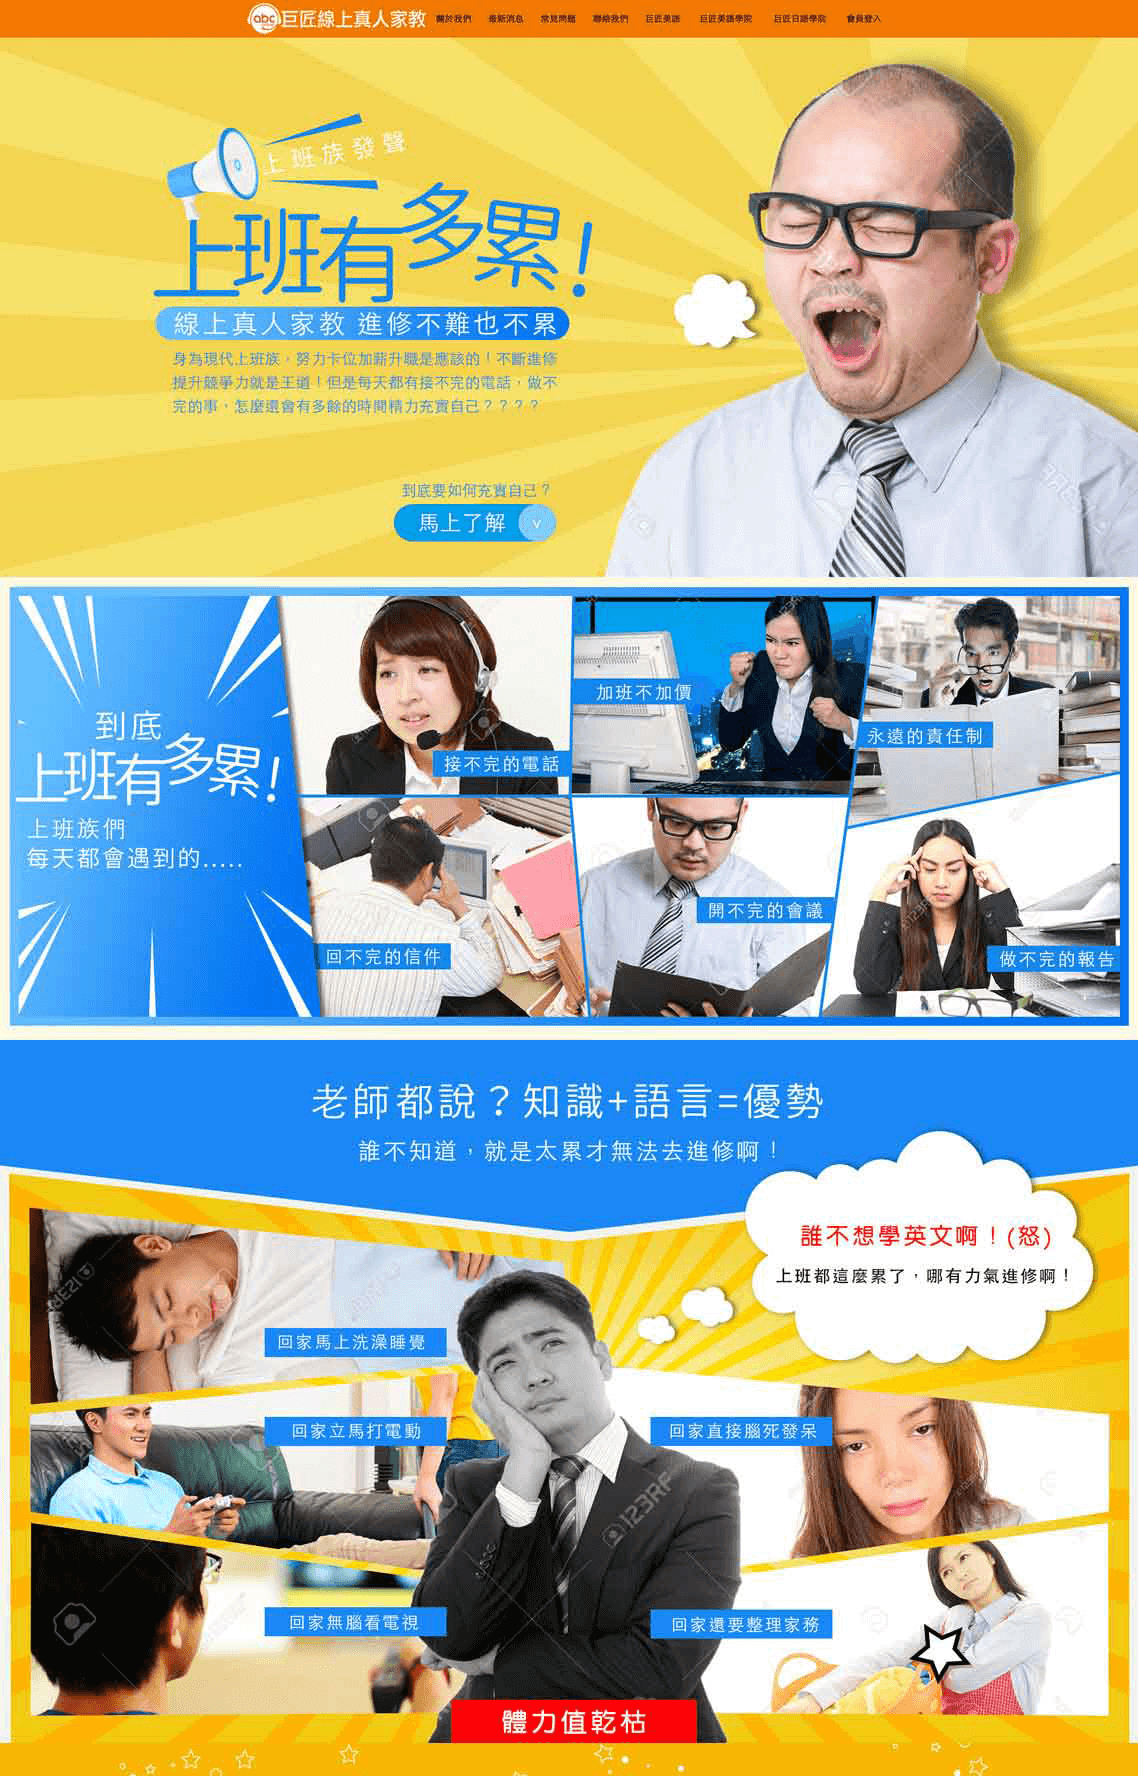 abc
巨匠線上真人家教
關於我們 最新消息 常見問題 聯絡我們 巨匠美語 巨匠美語學院 巨匠日語學院 會員登入
上班族發聲
上班有多累!
線上真人家教 進修不難也不累
身為現代上班族，努力卡位加薪升職是應該的！不斷進修
提升競爭力就是王道！但是每天都有接不完的電話，做不
完的事，怎麼還會有多餘的時間精力充實自己？？？？
到底要如何充實自己？
馬上了解
到底
上班有多累!
上班族們
每天都會遇到的.....
接不完的電話
加班不加價
永遠的責任制
回不完的信件
開不完的會議
做不完的報告
老師都說？知識+語言=優勢
誰不知道，就是太累才無法去進修啊！
誰不想學英文啊！(怒)
上班都這麼累了，哪有力氣進修啊！
回家馬上洗澡睡覺
回家立馬打電動
回家直接腦死發呆
回家無腦看電視
回家還要整理家務
體力值乾枯
123RF